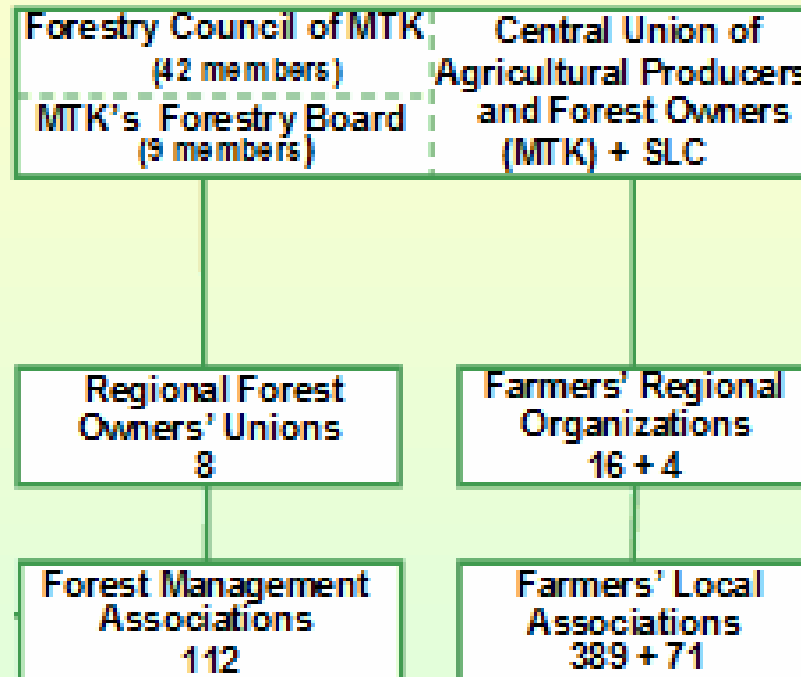 Forestry Council of MTK
(42 members)
MTK's Forestry Board
(9 members)
Central Union of
Agricultural Producers
and Forest Owners
(MTK) + SLC
Regional Forest
Owners' Unions
8
Farmers' Regional
Organizations
16 + 4
Forest Management
Associations
112
Farmers' Local
Associations
389 + 71